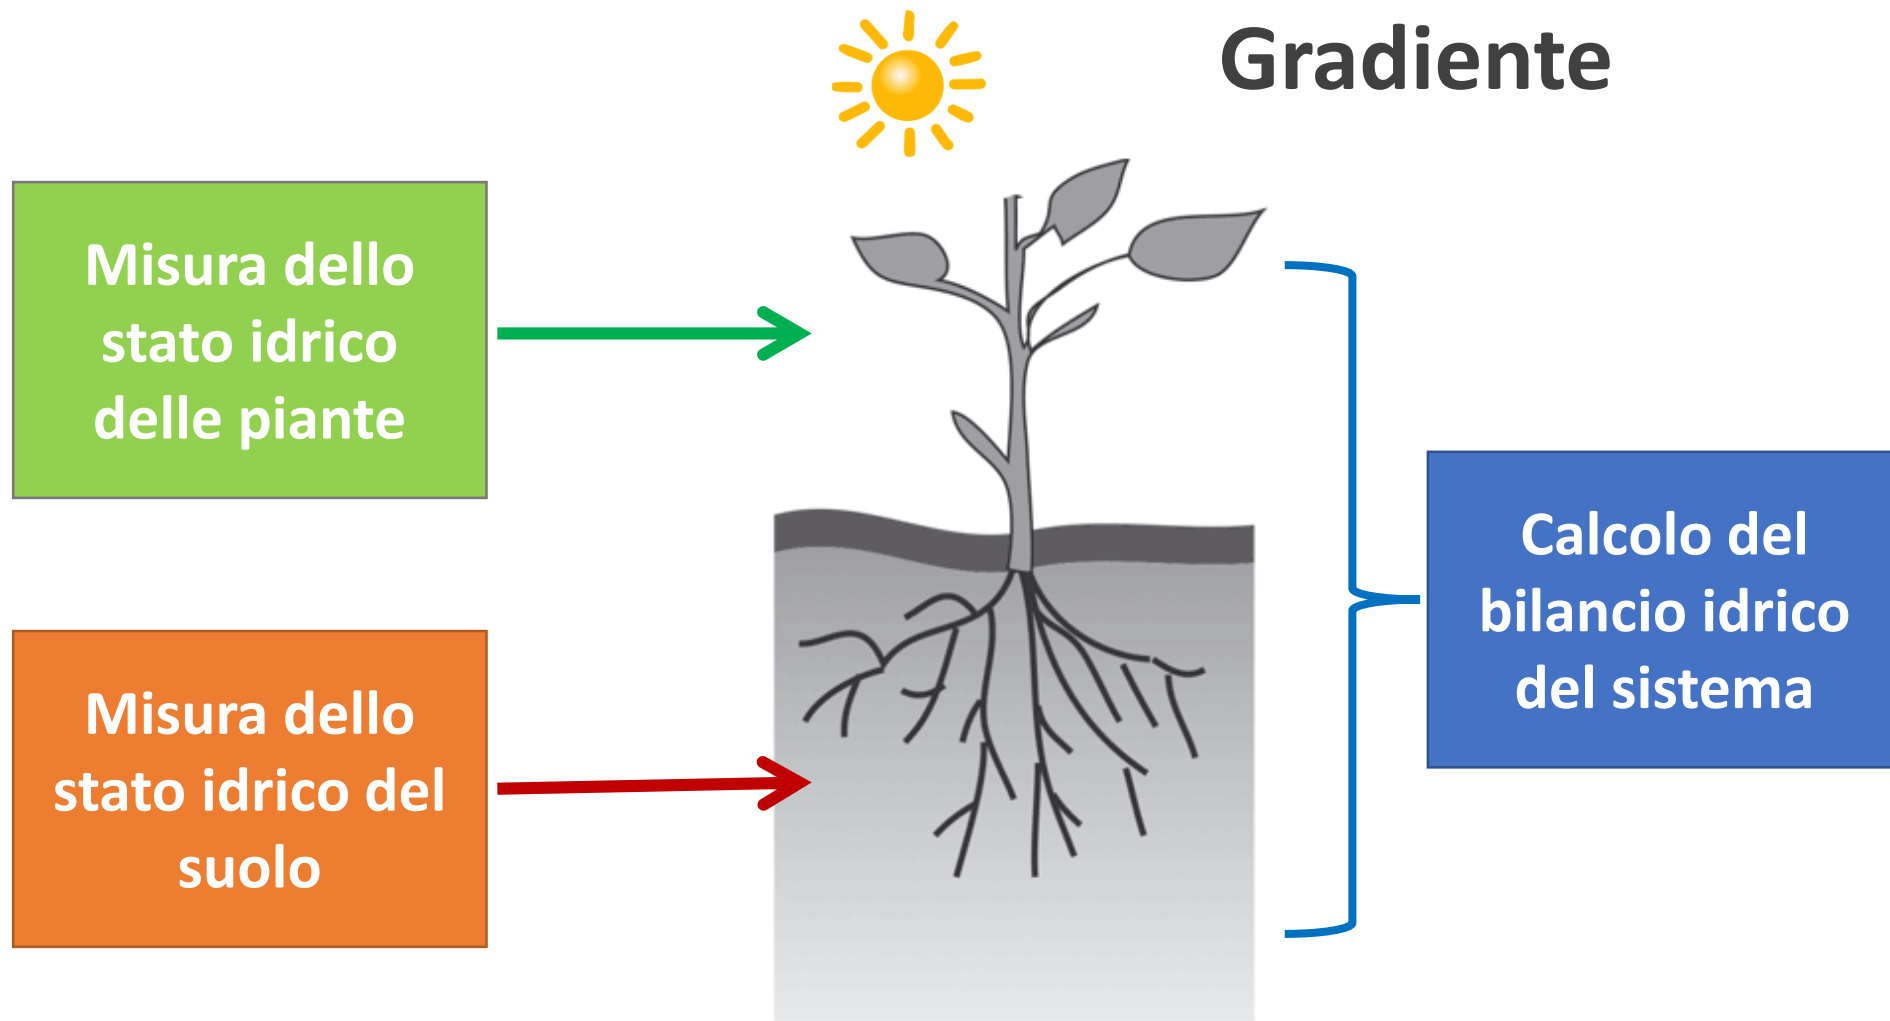 Gradiente
Misura dello
stato idrico
delle piante
Misura dello
stato idrico del
suolo
Calcolo del
bilancio idrico
del sistema